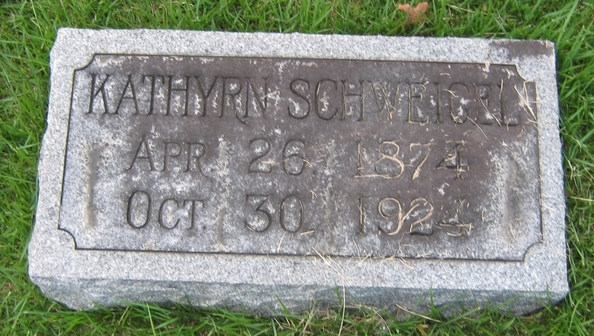 KATHYRN SCHWEIGEL
APR. 26, 1874
OCT. 30, 1924